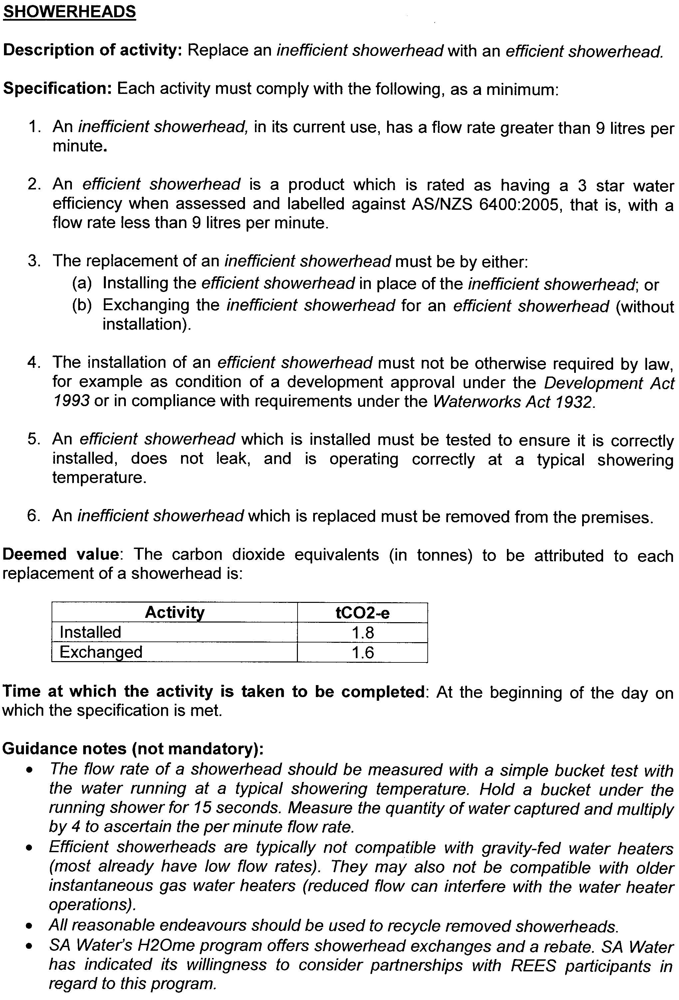 SHOWERHEADS
Description of activity: Replace an inefficient showerhead with an efficient showerhead.
Specification: Each activity must comply with the following, as a minimum:
1. An inefficient showerhead, in its current use, has a flow rate greater than 9 litres per
minute.
2. An efficient showerhead is a product which is rated as having a 3 star water
efficiency when assessed and labelled against AS/NZS 6400:2005, that is, with a
flow rate less than 9 litres per minute.
3. The replacement of an inefficient showerhead must be by either:
(a) Installing the efficient showerhead in place of the inefficient showerhead; or
(b) Exchanging the inefficient showerhead for an efficient showerhead (without
installation).
4. The installation of an efficient showerhead must not be otherwise required by law,
for example as condition of a development approval under the Development Act
1993 or in compliance with requirements under the Waterworks Act 1932.
5. An efficient showerhead which is installed must be tested to ensure it is correctly
installed, does not leak, and is operating correctly at a typical showering
temperature.
6. An inefficient showerhead which is replaced must be removed from the premises.
Deemed value: The carbon dioxide equivalents (in tonnes) to be attributed to each
replacement of a showerhead is:
Activity tCO2-e
Installed 1.8
Exchanged 1.6
Time at which the activity is taken to be completed: At the beginning of the day on
which the specification is met.
Guidance notes (not mandatory):
• The flow rate of a showerhead should be measured with a simple bucket test with
the water running at a typical showering temperature. Hold a bucket under the
running shower for 15 seconds. Measure the quantity of water captured and multiply
by 4 to ascertain the per minute flow rate.
• Efficient showerheads are typically not compatible with gravity-fed water heaters
(most already have low flow rates). They may also not be compatible with older
instantaneous gas water heaters (reduced flow can interfere with the water heater
operations).
• All reasonable endeavours should be used to recycle removed showerheads.
• SA Water's H2Ome program offers showerhead exchanges and a rebate. SA Water
has indicated its willingness to consider partnerships with REES participants in
regard to this program.